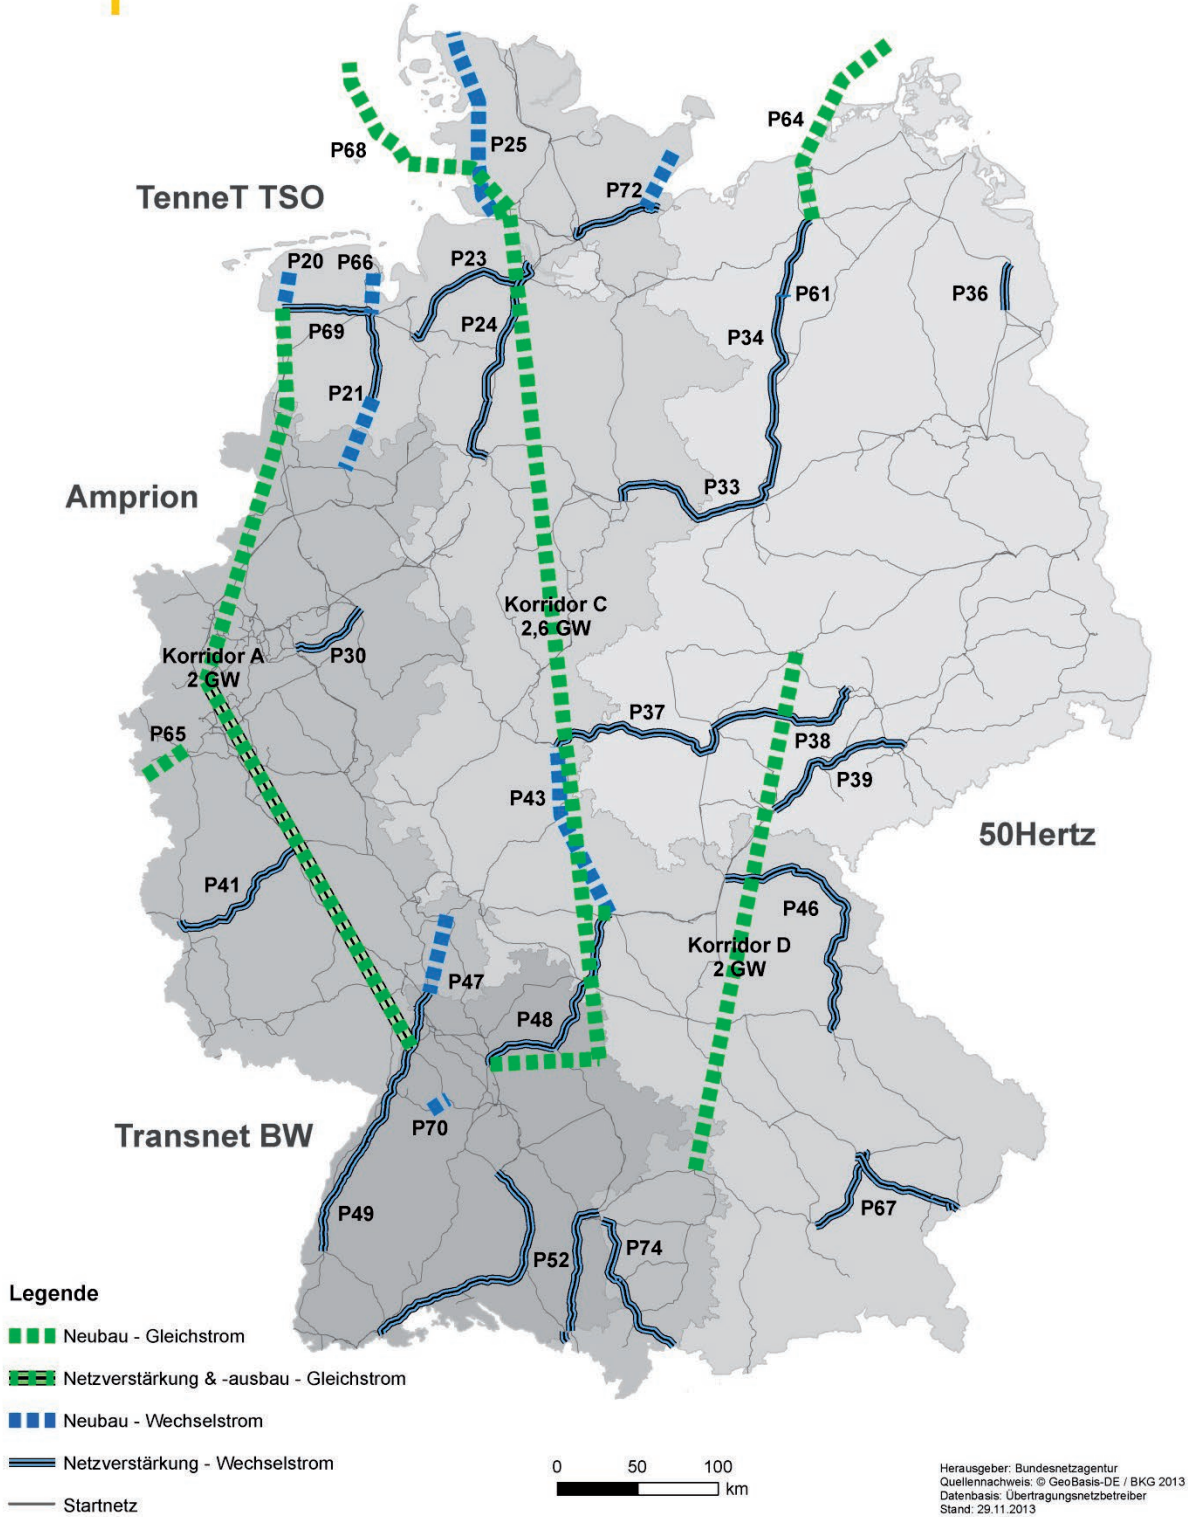 P64
P25
P68
P72
TenneT TSO
P20
P66
P23
P36
P61
P24
P69
P34
P21
P33
Amprion
Korridor C
2,6 GW
P30
Korridor A
2 GW
P37
P65
P38
P39
P43
50Hertz
P41
P46
Korridor D
2 GW
P47
P48
P70
Transnet BW
P49
P67
P52
P74
Legende
Neubau - Gleichstrom
Netzverstärkung & -ausbau - Gleichstrom
Neubau - Wechselstrom
Netzverstärkung - Wechselstrom
Startnetz
0 50 100
km
Herausgeber: Bundesnetzagentur
Quellennachweis: © GeoBasis-DE / BKG 2013
Datenbasis: Übertragungsnetzbetreiber
Stand: 29.11.2013